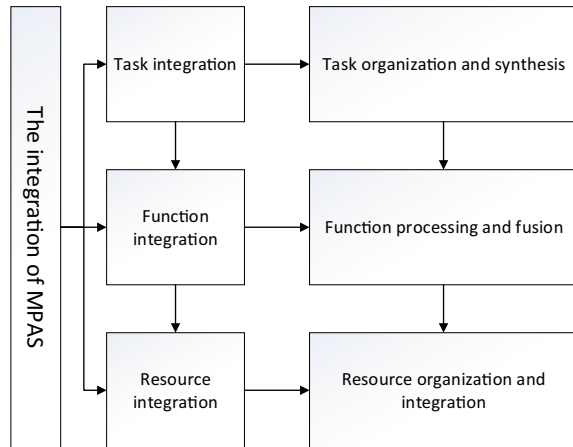 The integration of MPAS
Task integration
Task organization and synthesis
Function
integration
Function processing and fusion
Resource
integration
Resource organization and
integration